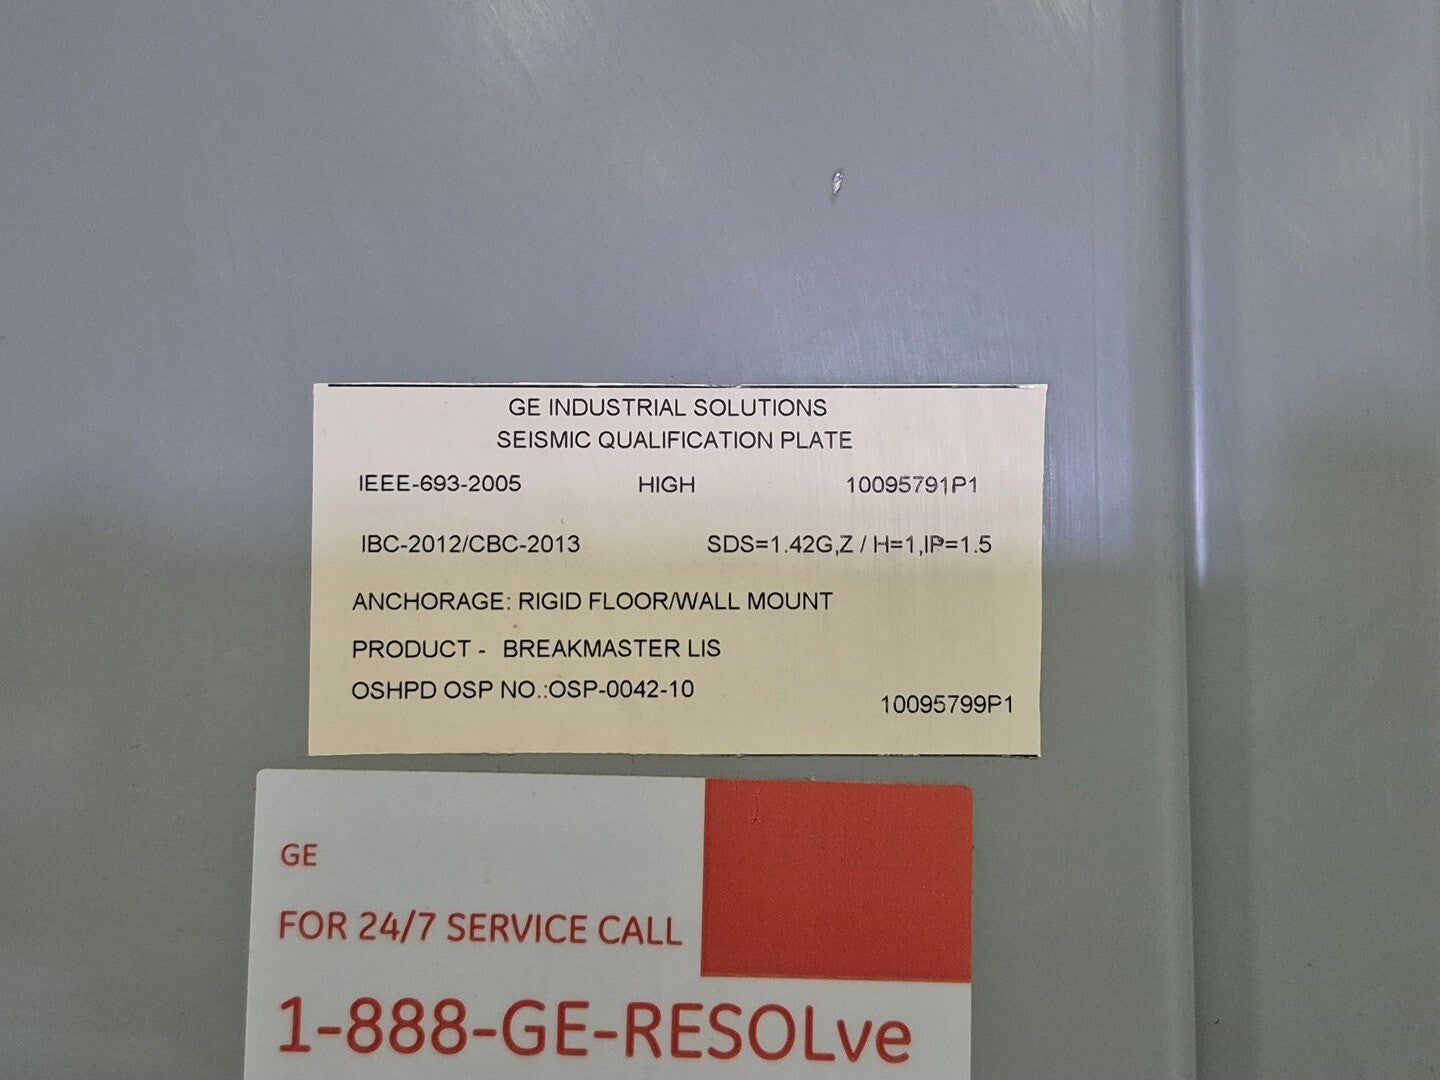 GE INDUSTRIAL SOLUTIONS
SEISMIC QUALIFICATION PLATE
IEEE-693-2005 HIGH 10095791P1
IBC-2012/CBC-2013 SDS=1.42G,Z / H=1,IP=1.5
ANCHORAGE: RIGID FLOOR/WALL MOUNT
PRODUCT - BREAKMASTER LIS
OSHPD OSP NO.:OSP-0042-10
10095799P1
GE
FOR 24/7 SERVICE CALL
1-888-GE-RESOLve